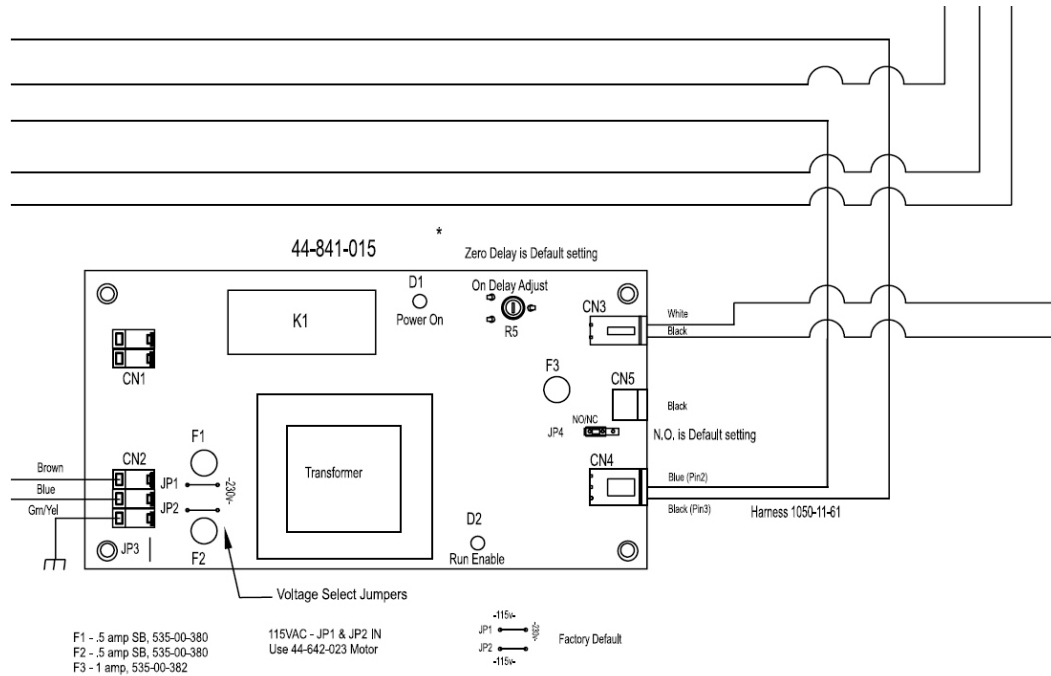 44-841-015
*
Zero Delay is Default setting
D1
Power On
On Delay Adjust
R5
K1
CN3
White
Black
CN1
F3
CN5
Black
NO/NC
JP4
N.O. is Default setting
F1
CN2
Transformer
CN4
Brown
Blue
Grn/Yel
JP1
JP2
-230v-
Blue (Pin2)
Black (Pin3)
Harness 1050-11-61
D2
Run Enable
JP3
F2
Voltage Select Jumpers
F1 - .5 amp SB, 535-00-380
F2 - .5 amp SB, 535-00-380
F3 - 1 amp, 535-00-382
115VAC - JP1 & JP2 IN
Use 44-642-023 Motor
-115v-
JP1
-230v-
JP2
-115v-
Factory Default